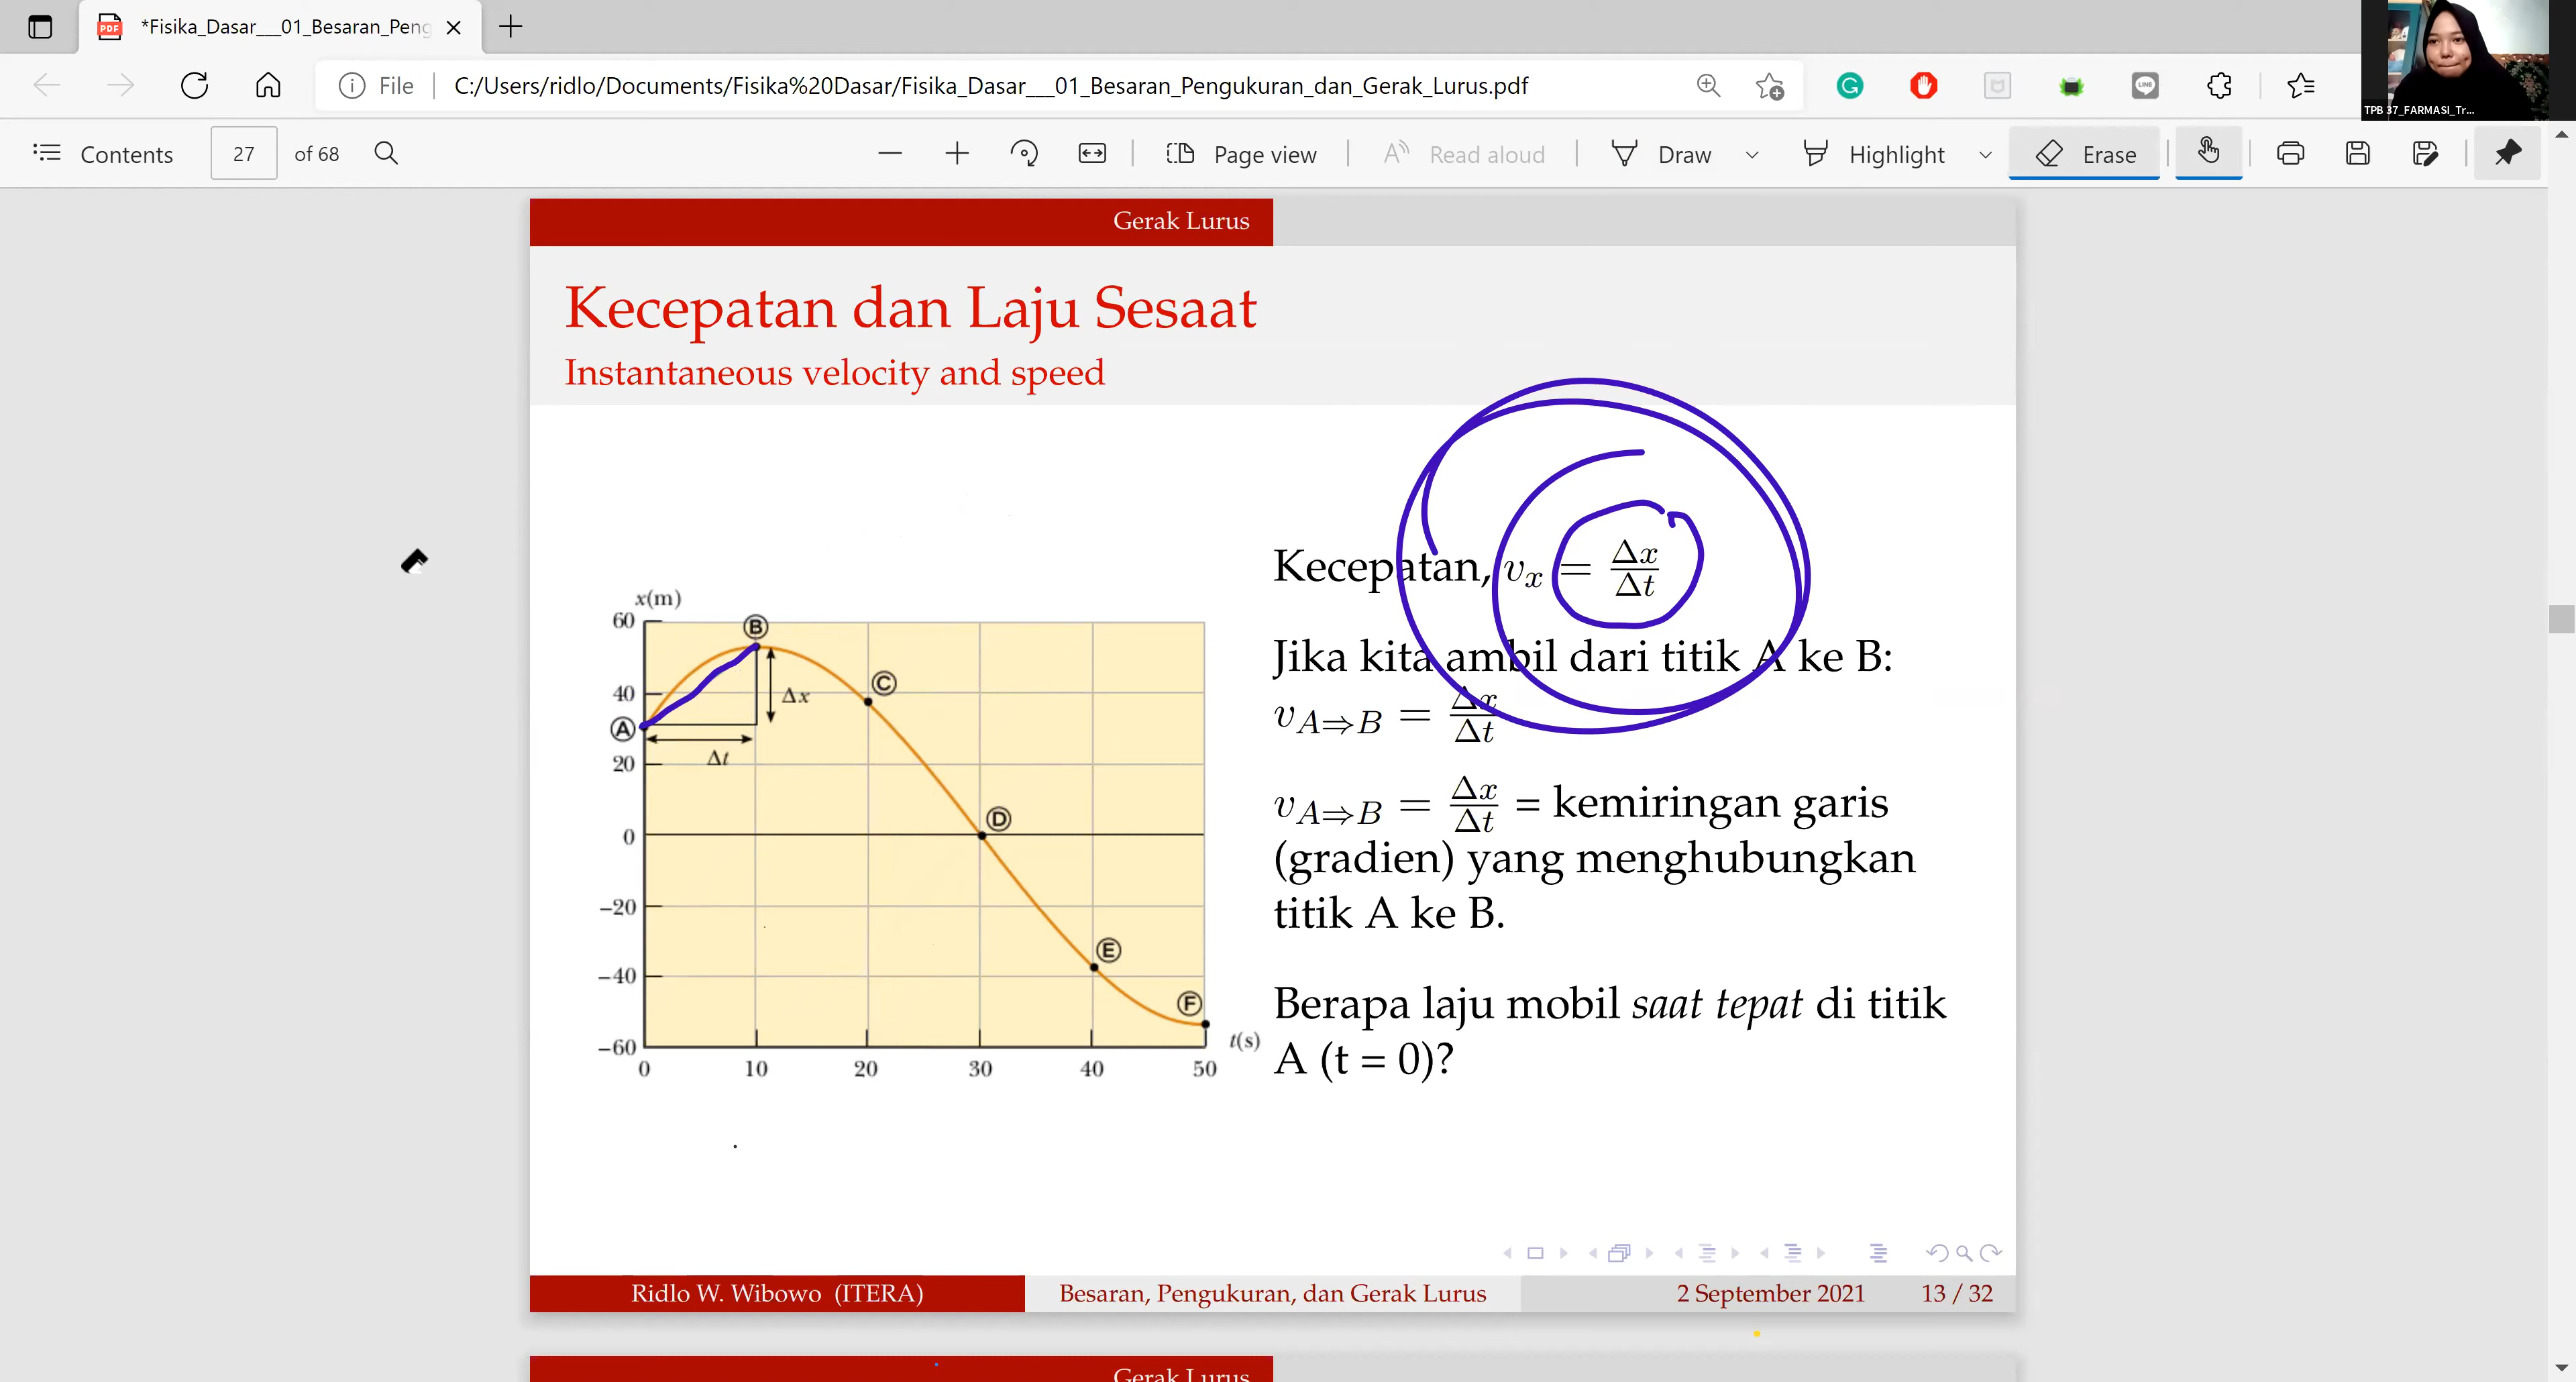 *Fisika_Dasar___01_Besaran_Peng
File C:/Users/ridlo/Documents/Fisika%20Dasar/Fisika_Dasar___01_Besaran_Pengukuran_dan_Gerak_Lurus.pdf
TPB 37_FARMASI_Tr...
Contents 27 of 68 Page view Read aloud Draw Highlight Erase
Gerak Lurus
Kecepatan dan Laju Sesaat
Instantaneous velocity and speed
x(m)
60
40
20
0
−20
−40
−60
0 10 20 30 40 50
t(s)
A
B
C
D
E
F
Δx
Δt
Kecepatan, vx = Δx/Δt
Jika kita ambil dari titik A ke B:
vA⇒B = Δx/Δt
vA⇒B = Δx/Δt = kemiringan garis
(gradien) yang menghubungkan
titik A ke B.
Berapa laju mobil saat tepat di titik
A (t = 0)?
Ridlo W. Wibowo (ITERA) Besaran, Pengukuran, dan Gerak Lurus 2 September 2021 13 / 32
Gerak Lurus